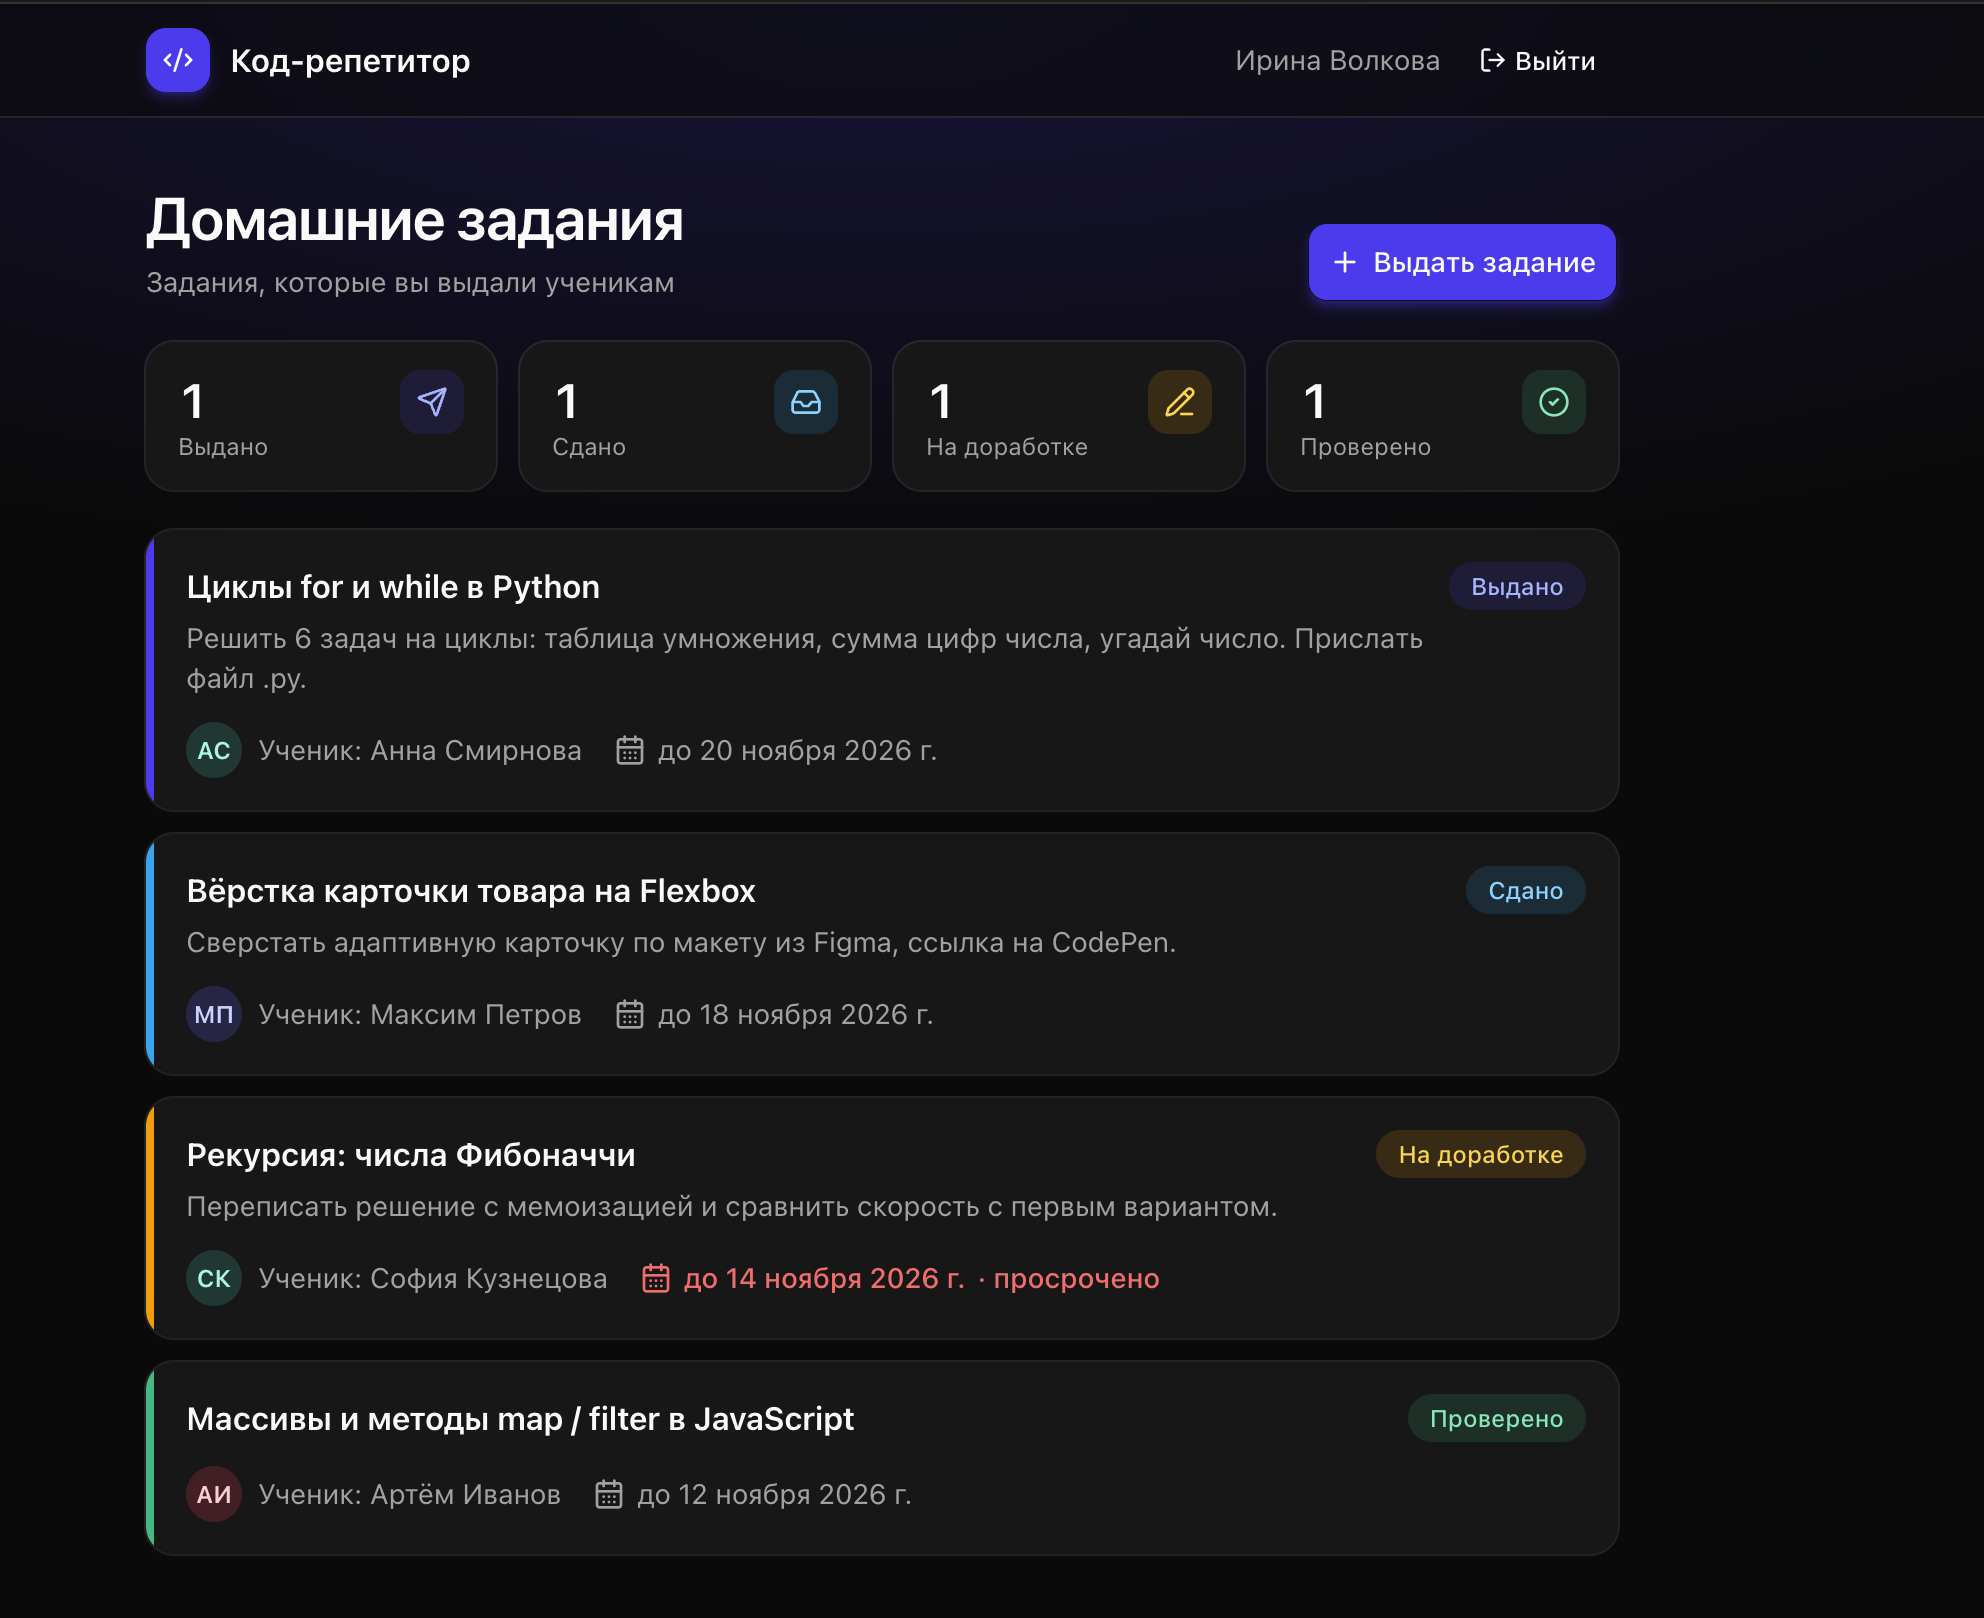 Код-репетитор
Ирина Волкова
Выйти
Домашние задания
Задания, которые вы выдали ученикам
Выдать задание
1
Выдано
1
Сдано
1
На доработке
1
Проверено
Циклы for и while в Python
Выдано
Решить 6 задач на циклы: таблица умножения, сумма цифр числа, угадай число. Прислать
файл .py.
АС
Ученик: Анна Смирнова
до 20 ноября 2026 г.
Вёрстка карточки товара на Flexbox
Сдано
Сверстать адаптивную карточку по макету из Figma, ссылка на CodePen.
МП
Ученик: Максим Петров
до 18 ноября 2026 г.
Рекурсия: числа Фибоначчи
На доработке
Переписать решение с мемоизацией и сравнить скорость с первым вариантом.
СК
Ученик: София Кузнецова
до 14 ноября 2026 г. · просрочено
Массивы и методы map / filter в JavaScript
Проверено
АИ
Ученик: Артём Иванов
до 12 ноября 2026 г.